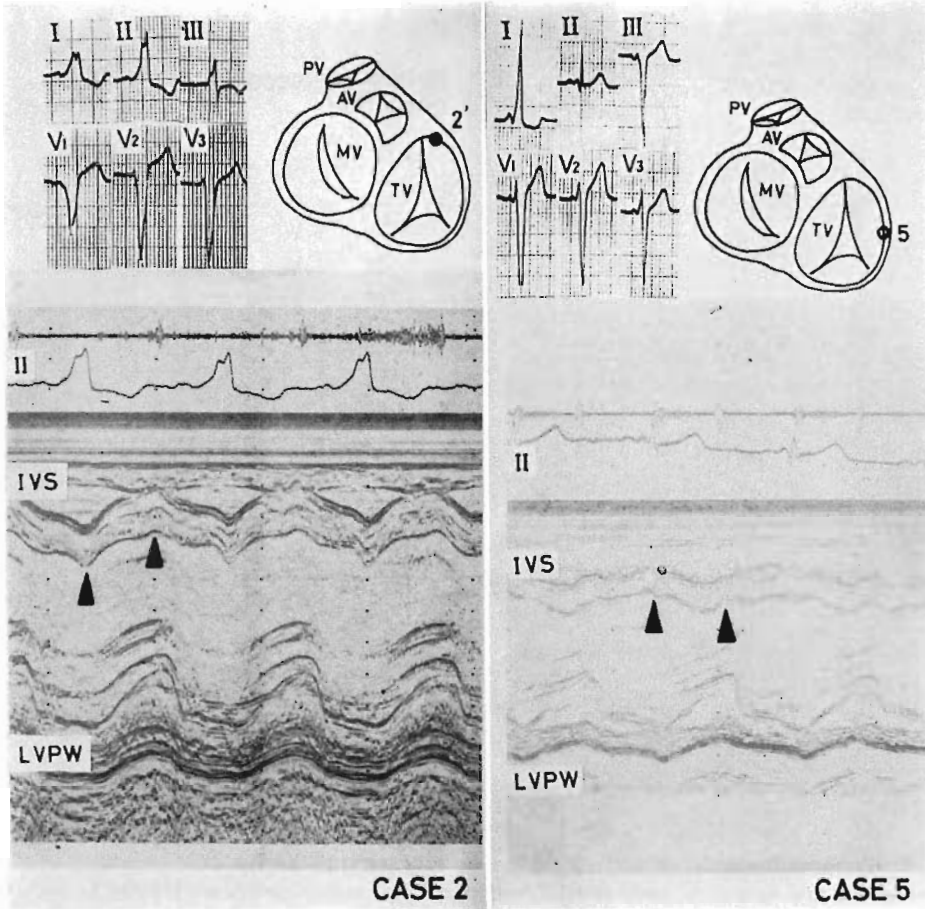 I II III
PV
AV
2'
V1 V2 V3
MV
TV
II
IVS
LVPW
CASE 2
I II III
PV
AV
V1 V2 V3
MV
TV
5
II
IVS
LVPW
CASE 5